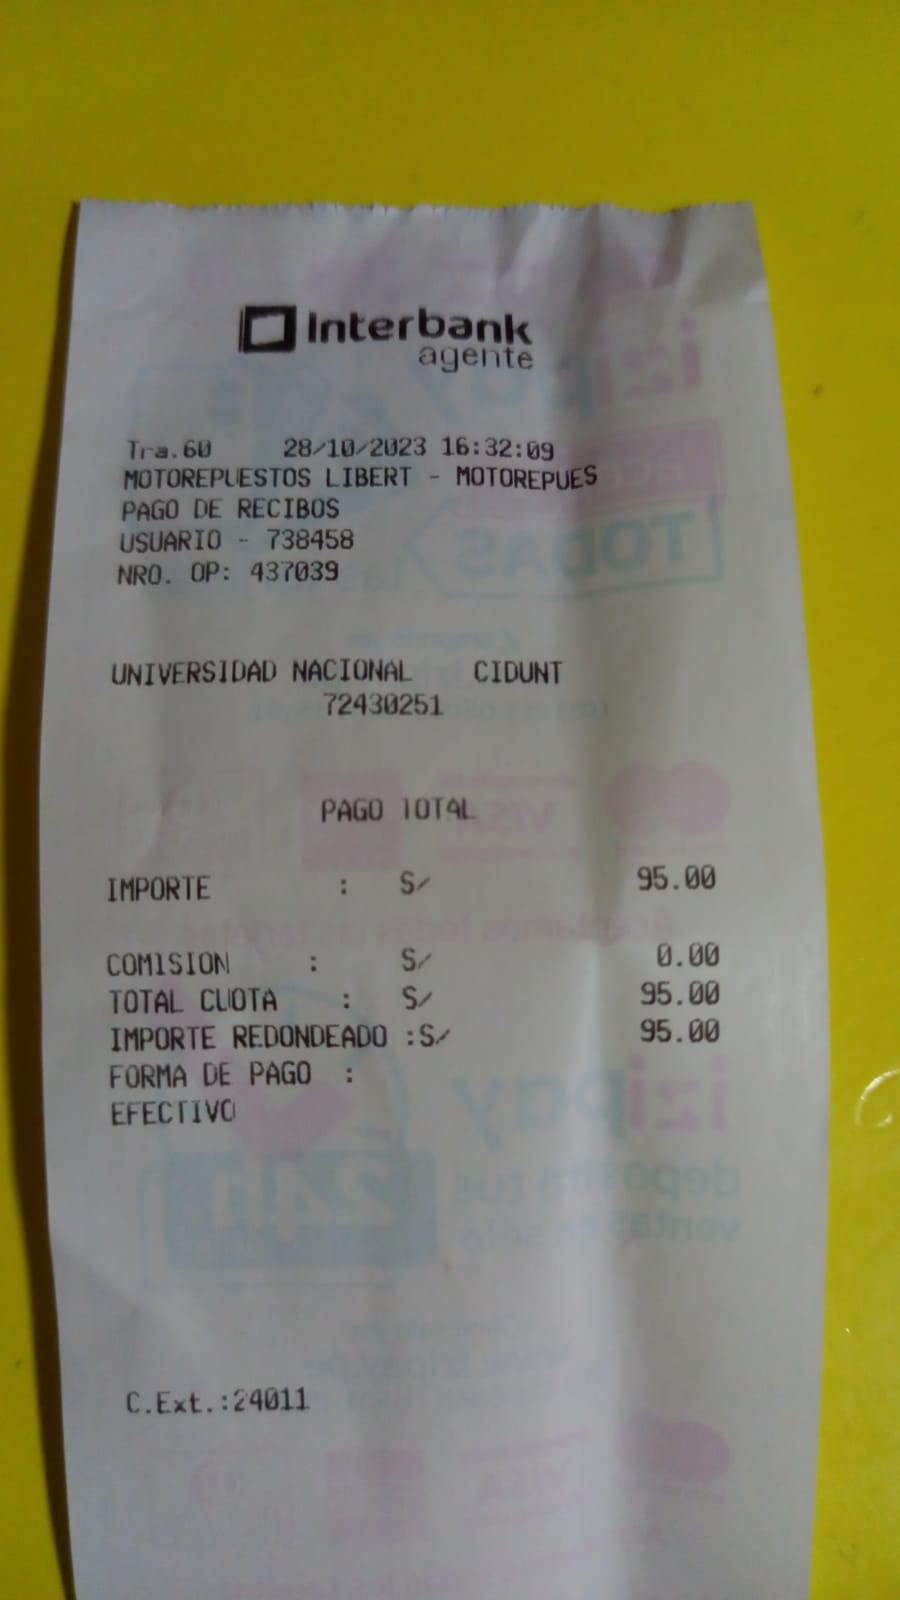 Interbank
agente
Tra.60 28/10/2023 16:32:09
MOTOREPUESTOS LIBERT - MOTOREPUES
PAGO DE RECIBOS
USUARIO - 738458
NRO. OP: 437039
UNIVERSIDAD NACIONAL CIDUNT
72430251
PAGO TOTAL
IMPORTE : S/ 95.00
COMISION : S/ 0.00
TOTAL CUOTA : S/ 95.00
IMPORTE REDONDEADO :S/ 95.00
FORMA DE PAGO :
EFECTIVO
C.Ext.:24011